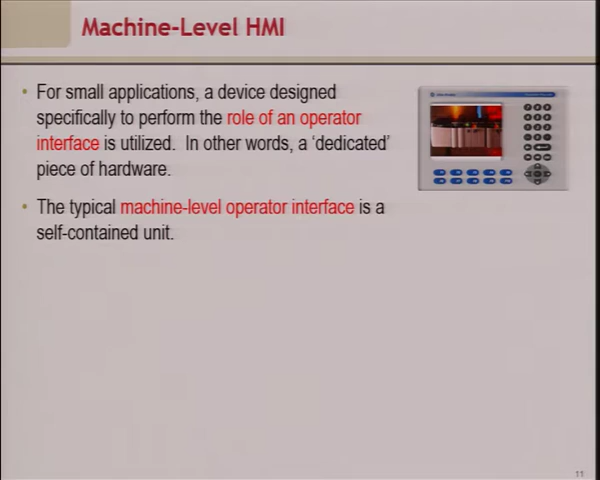 Machine-Level HMI
• For small applications, a device designed
specifically to perform the role of an operator
interface is utilized. In other words, a ‘dedicated’
piece of hardware.
• The typical machine-level operator interface is a
self-contained unit.
11